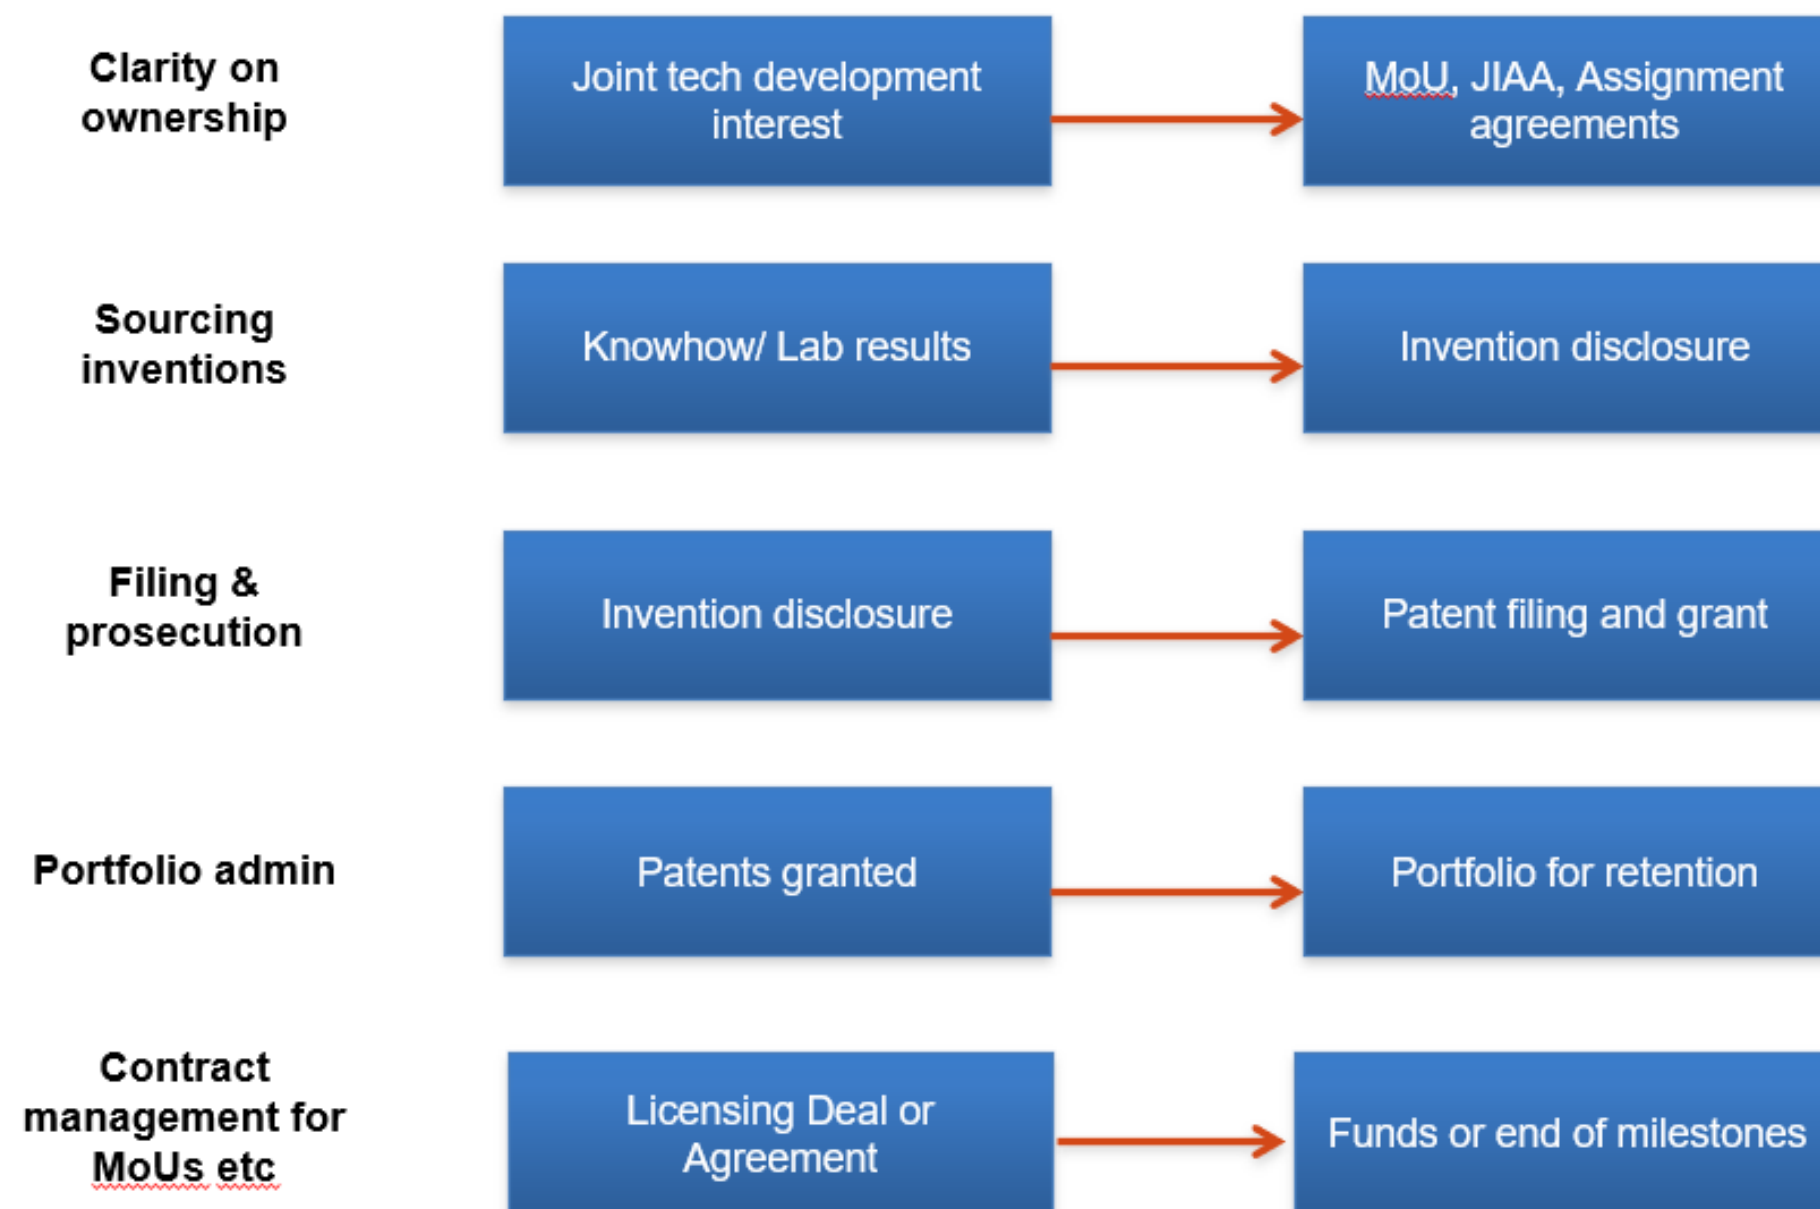 Clarity on
ownership
Joint tech development
interest
MoU, JIAA, Assignment
agreements
Sourcing
inventions
Knowhow/ Lab results
Invention disclosure
Filing &
prosecution
Invention disclosure
Patent filing and grant
Portfolio admin
Patents granted
Portfolio for retention
Contract
management for
MoUs etc
Licensing Deal or
Agreement
Funds or end of milestones